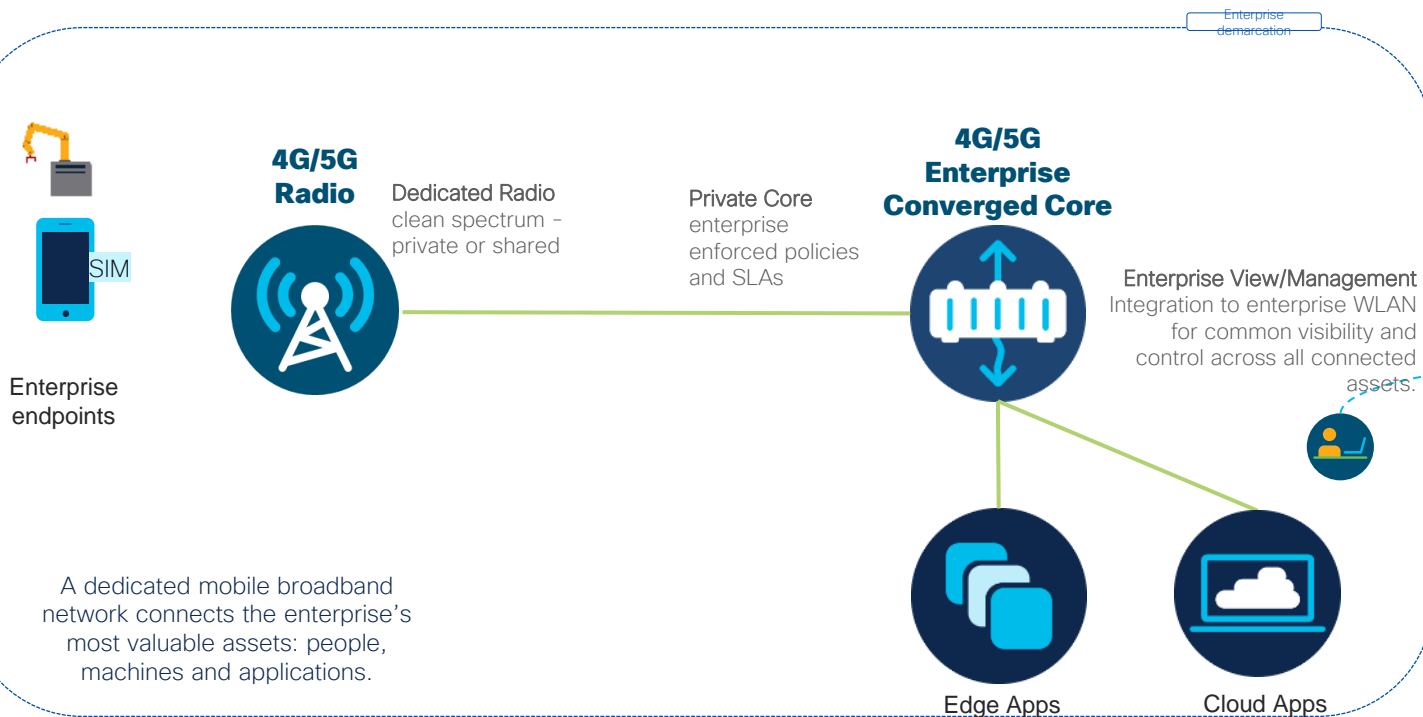 Enterprise
demarcation
4G/5G
Radio
Dedicated Radio
clean spectrum –
private or shared
Private Core
enterprise
enforced policies
and SLAs
4G/5G
Enterprise
Converged Core
Enterprise View/Management
Integration to enterprise WLAN
for common visibility and
control across all connected
assets.
SIM
Enterprise
endpoints
A dedicated mobile broadband
network connects the enterprise’s
most valuable assets: people,
machines and applications.
Edge Apps
Cloud Apps